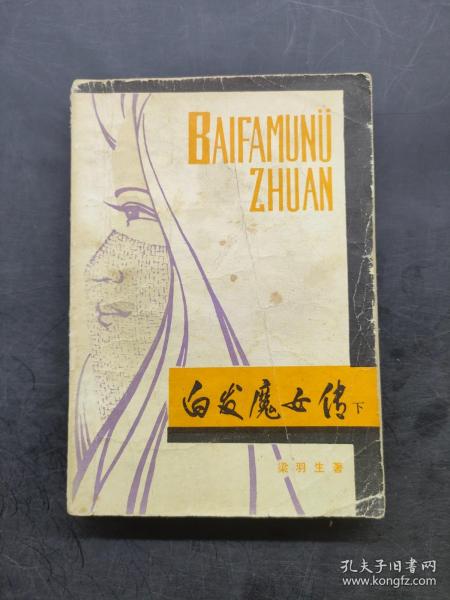 BAIFAMUNÜ
ZHUAN
白发魔女传 下
梁羽生著
孔夫子旧书网
www.kongfz.com